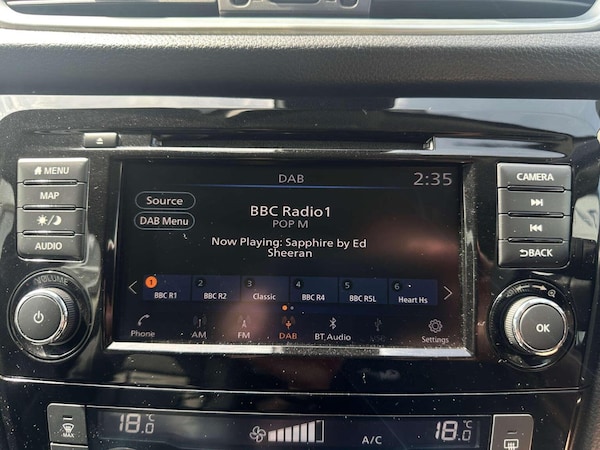 DAB
2:35
MENU
CAMERA
MAP
Source
BBC Radio1
POP M
DAB Menu
Now Playing: Sapphire by Ed
Sheeran
AUDIO
BACK
VOLUME
1 2 3 4 5 6
BBC R1 BBC R2 Classic BBC R4 BBC R5L Heart Hs
Phone AM FM DAB BT Audio USB Settings
OK
18.0 °C 18.0 °C
MAX A/C